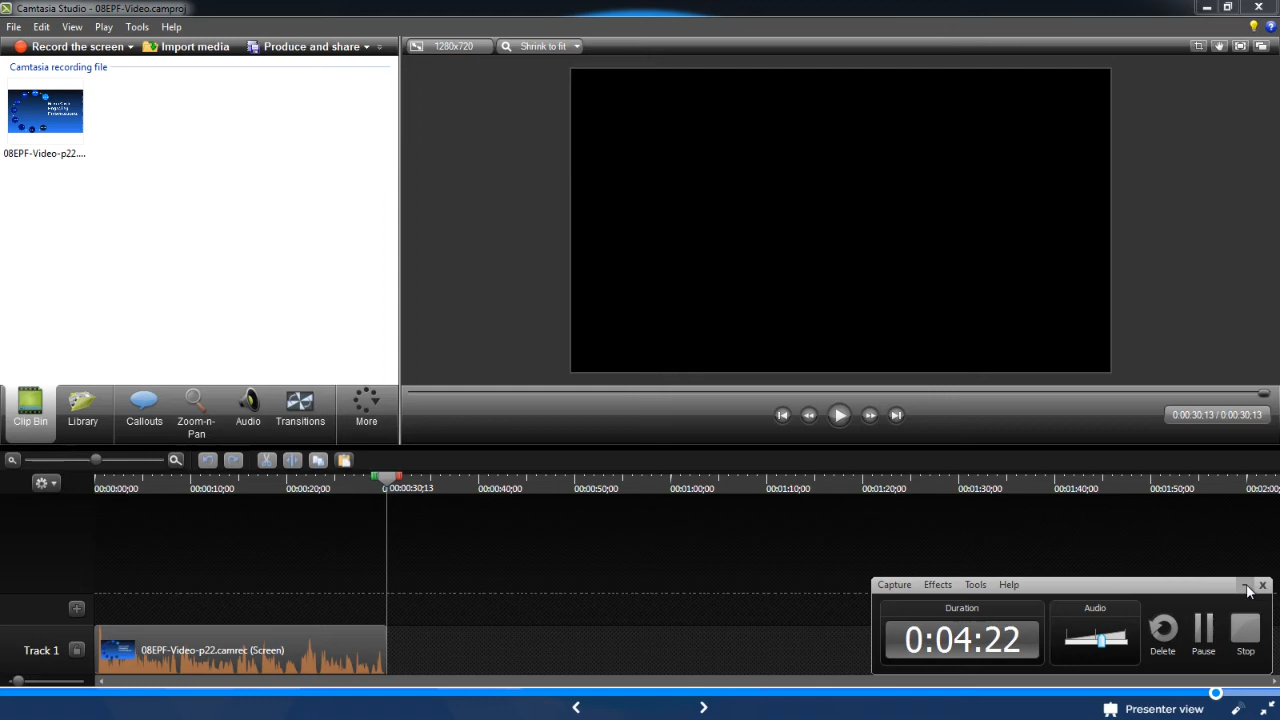 Camtasia Studio - 08EPF-Video.camproj
File Edit View Play Tools Help
Record the screen Import media Produce and share
1280x720 Shrink to fit
Camtasia recording file
08EPF-Video-p22....
Clip Bin Library Callouts Zoom-n-Pan Audio Transitions More
0:00:30;13 / 0:00:30;13
00:00:00;00 00:00:10;00 00:00:20;00 00:00:30;13 00:00:40;00 00:00:50;00 00:01:00;00 00:01:10;00 00:01:20;00 00:01:30;00 00:01:40;00 00:01:50;00 00:02:00
Capture Effects Tools Help
Duration Audio
0:04:22
Delete Pause Stop
Track 1 08EPF-Video-p22.camrec (Screen)
Presenter view